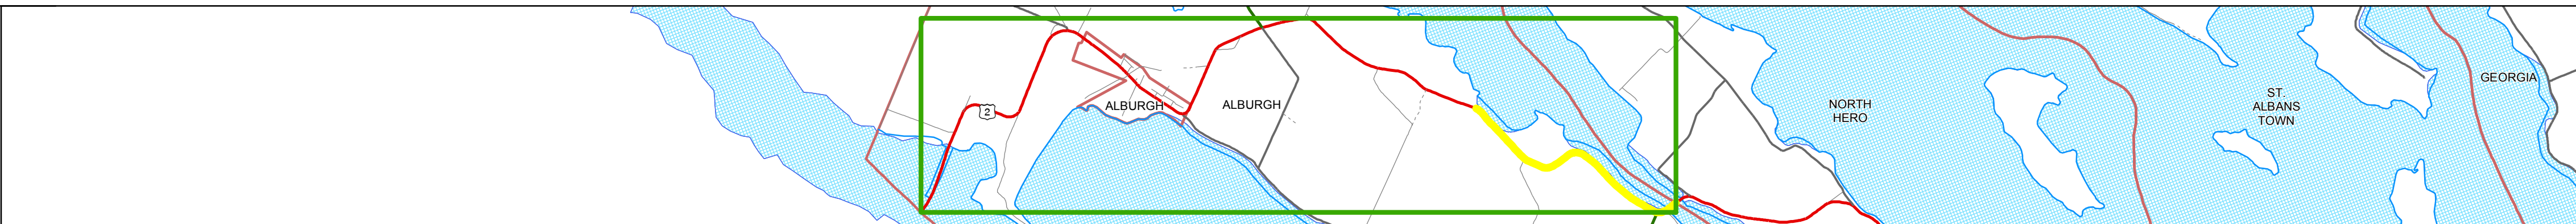 2
ALBURGH
ALBURGH
NORTH
HERO
ST.
ALBANS
TOWN
GEORGIA